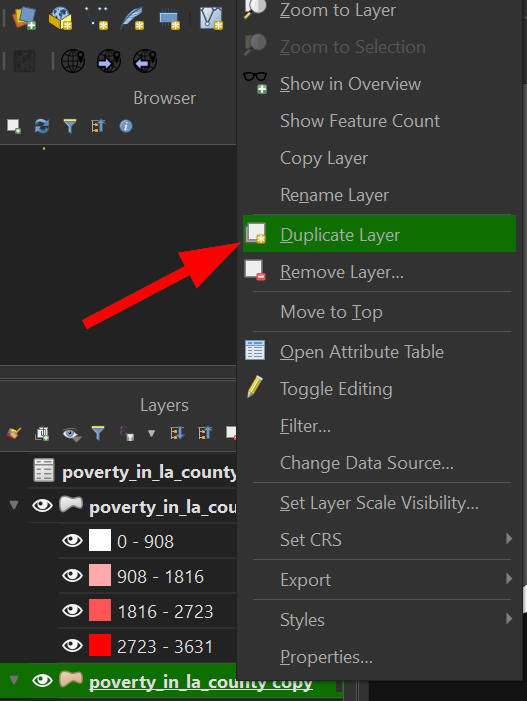 Zoom to Layer
Zoom to Selection
Show in Overview
Browser
Show Feature Count
Copy Layer
Rename Layer
Duplicate Layer
Remove Layer...
Move to Top
Open Attribute Table
Toggle Editing
Layers
Filter...
Change Data Source...
poverty_in_la_county
poverty_in_la_cou
Set Layer Scale Visibility...
0 - 908
Set CRS
908 - 1816
Export
1816 - 2723
Styles
2723 - 3631
Properties...
poverty_in_la_county copy